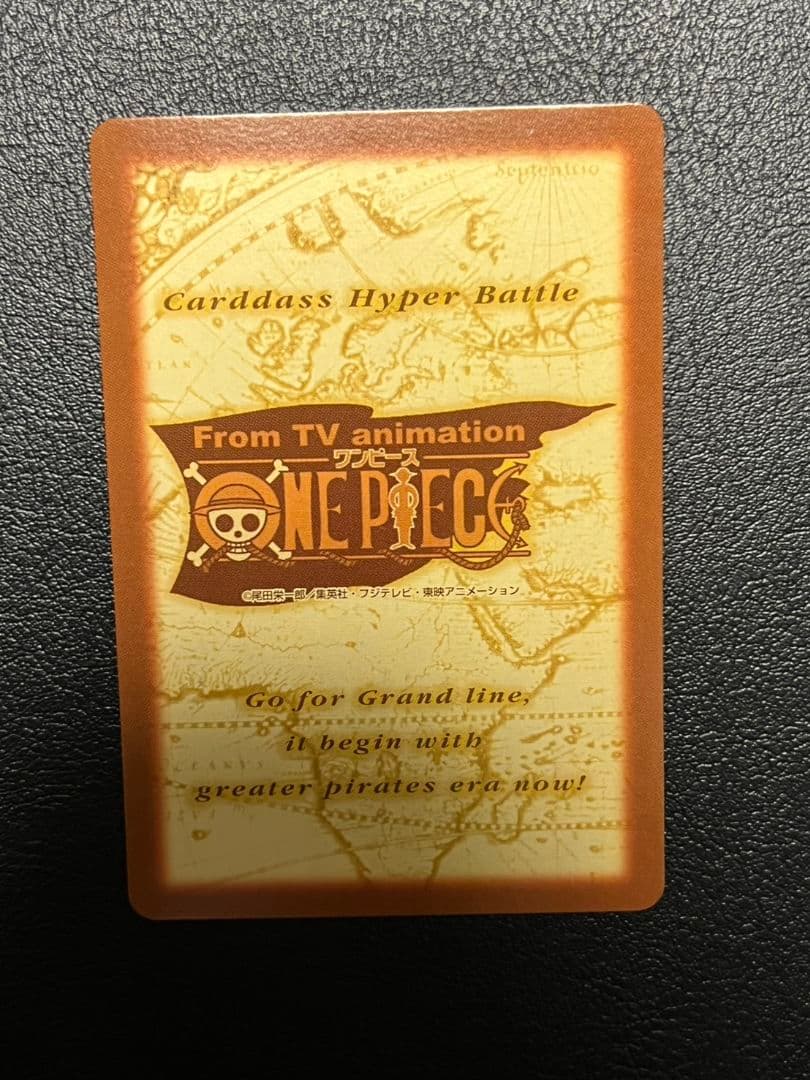 Septentrio
Carddass Hyper Battle
From TV animation
ワンピース
ONE PIECE
©尾田栄一郎／集英社・フジテレビ・東映アニメーション
Go for Grand line,
it begin with
greater pirates era now!